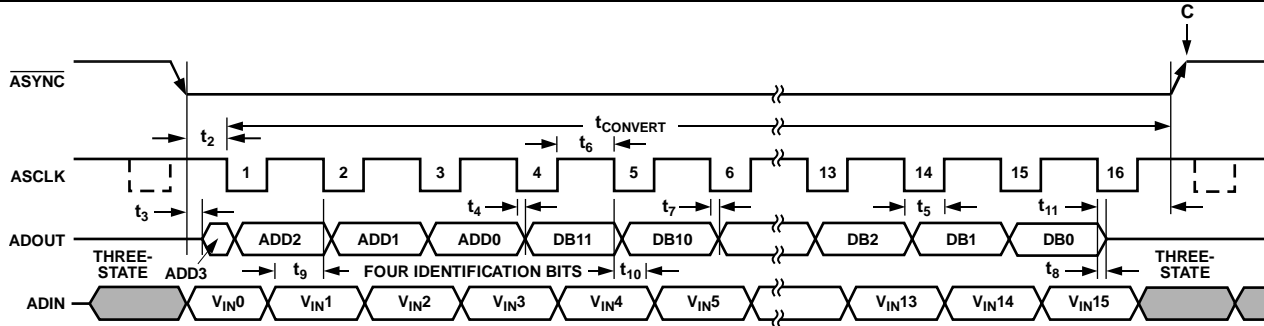 C
ASYNC
tCONVERT
t2
t6
ASCLK
1 2 3 4 5 6 13 14 15 16
t3 t4 t7 t5 t11
ADOUT
ADD2 ADD1 ADD0 DB11 DB10 DB2 DB1 DB0
THREE-
STATE
ADD3
t9
FOUR IDENTIFICATION BITS
t10
t8
THREE-
STATE
ADIN
VIN0 VIN1 VIN2 VIN3 VIN4 VIN5 VIN13 VIN14 VIN15